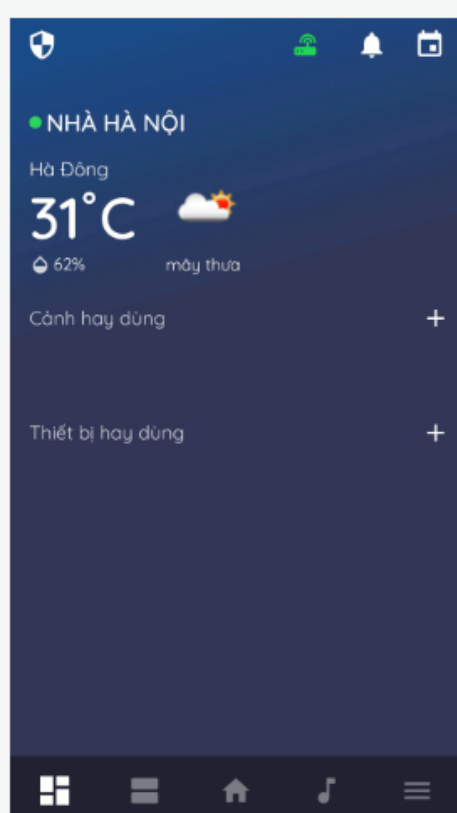 NHÀ HÀ NỘI
Hà Đông
31°C
62% mây thưa
Cảnh hay dùng
Thiết bị hay dùng